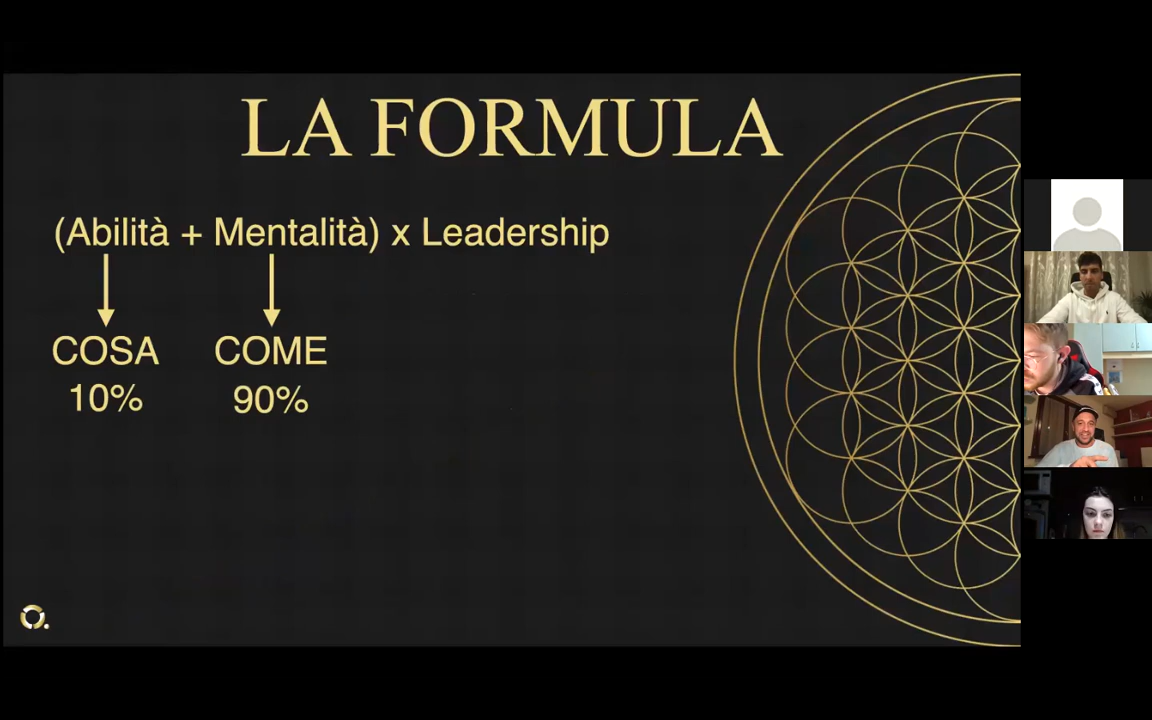 LA FORMULA
(Abilità + Mentalità) x Leadership
COSA COME
10% 90%